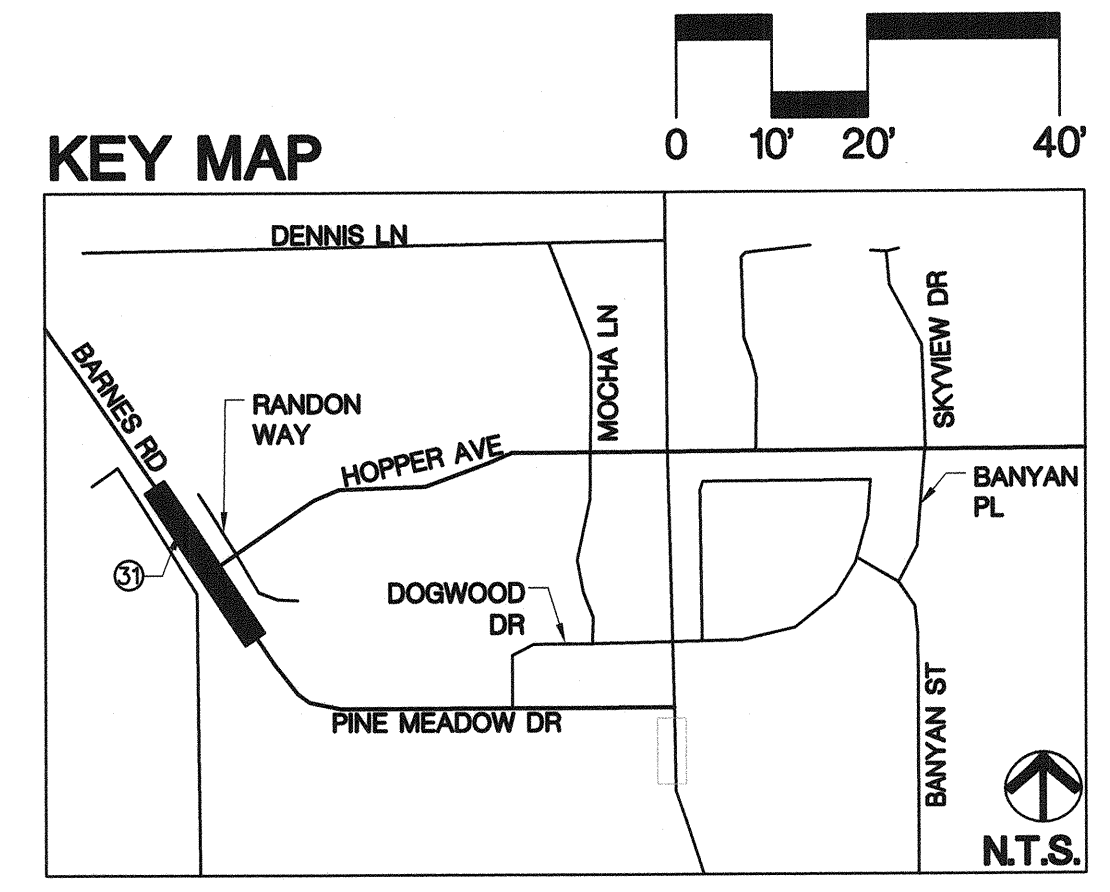 0 10' 20' 40'
KEY MAP
DENNIS LN
BARNES RD
RANDON
WAY
HOPPER AVE
MOCHA LN
SKYVIEW DR
BANYAN
PL
31
DOGWOOD
DR
PINE MEADOW DR
BANYAN ST
N.T.S.